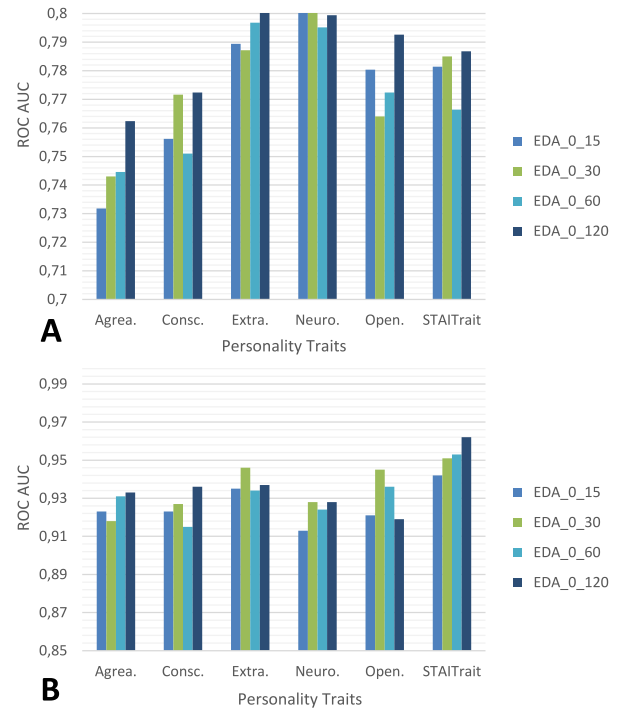 0,8
0,79
0,78
0,77
0,76
0,75
0,74
0,73
0,72
0,71
0,7
ROC AUC
Agrea. Consc. Extra. Neuro. Open. STAITrait
Personality Traits
A
EDA_0_15
EDA_0_30
EDA_0_60
EDA_0_120
0,99
0,97
0,95
0,93
0,91
0,89
0,87
0,85
ROC AUC
Agrea. Consc. Extra. Neuro. Open. STAITrait
Personality Traits
B
EDA_0_15
EDA_0_30
EDA_0_60
EDA_0_120